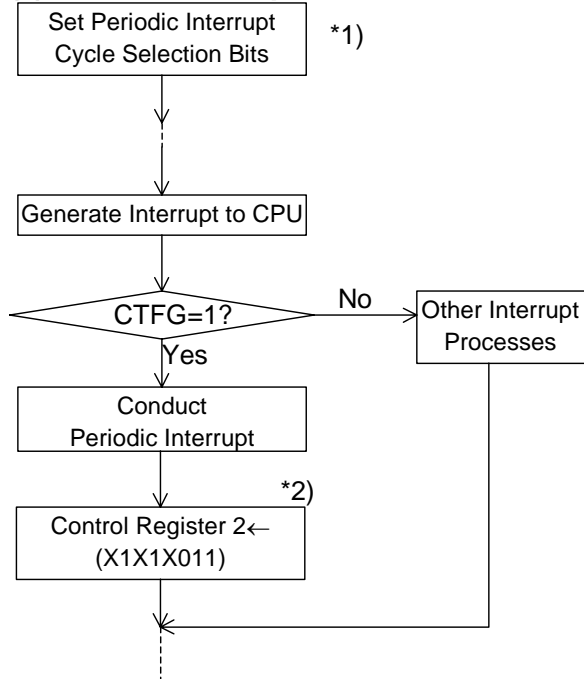 Set Periodic Interrupt
Cycle Selection Bits
*1)
Generate Interrupt to CPU
CTFG=1?
No
Other Interrupt
Processes
Yes
Conduct
Periodic Interrupt
*2)
Control Register 2←
(X1X1X011)